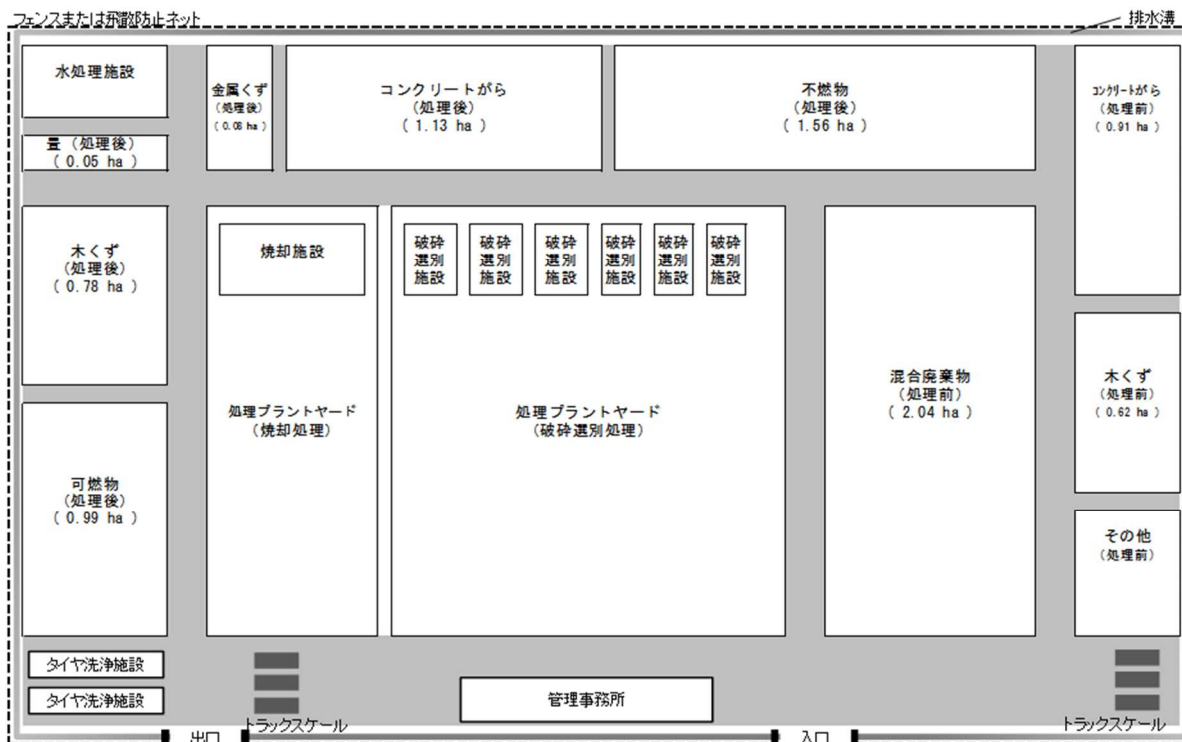 フェンスまたは飛散防止ネット
排水溝
水処理施設
畳（処理後）
( 0.05 ha )
金属くず
（処理後）
( 0.08 ha )
コンクリートがら
（処理後）
( 1.13 ha )
不燃物
（処理後）
( 1.56 ha )
コンクリートがら
（処理前）
( 0.91 ha )
木くず
（処理後）
( 0.78 ha )
焼却施設
破砕
選別
施設
破砕
選別
施設
破砕
選別
施設
破砕
選別
施設
破砕
選別
施設
破砕
選別
施設
処理プラントヤード
（焼却処理）
処理プラントヤード
（破砕選別処理）
混合廃棄物
（処理前）
( 2.04 ha )
木くず
（処理前）
( 0.62 ha )
可燃物
（処理後）
( 0.99 ha )
その他
（処理前）
タイヤ洗浄施設
タイヤ洗浄施設
管理事務所
トラックスケール
トラックスケール
出口
入口